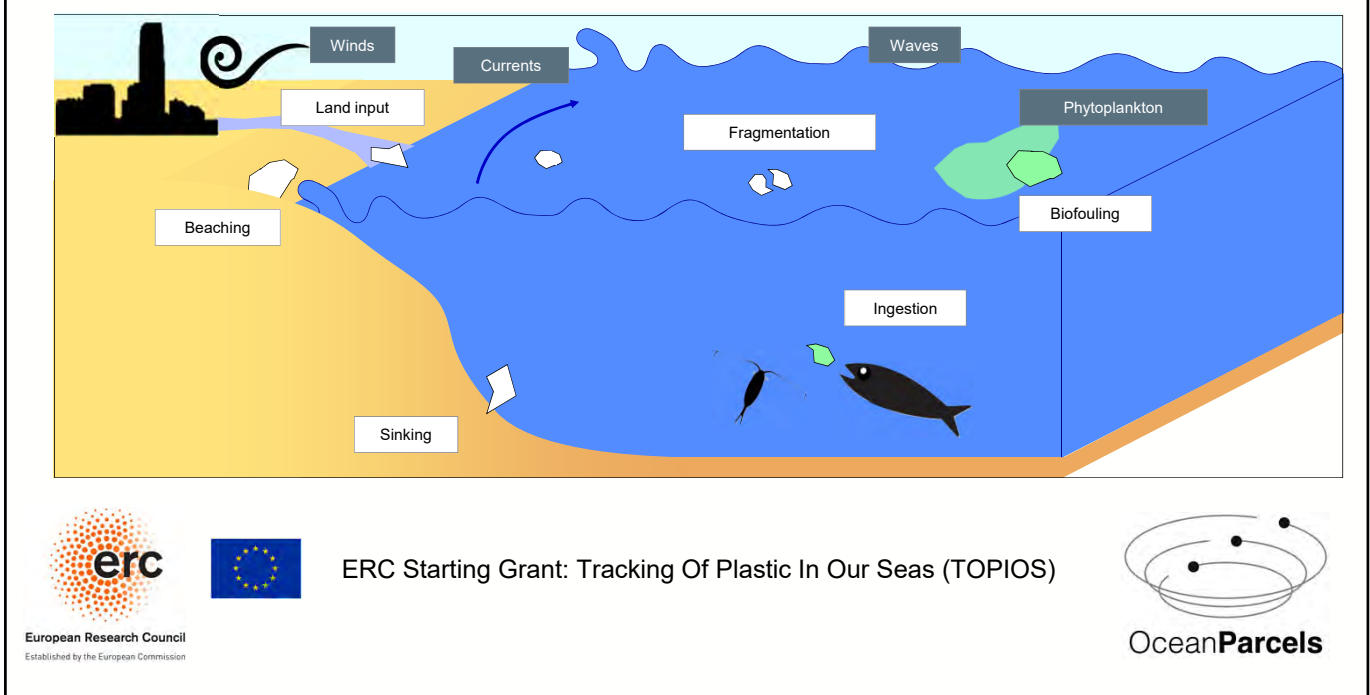 Winds
Waves
Currents
Land input
Phytoplankton
Fragmentation
Beaching
Biofouling
Ingestion
Sinking
erc
European Research Council
Established by the European Commission
ERC Starting Grant: Tracking Of Plastic In Our Seas (TOPIOS)
OceanParcels